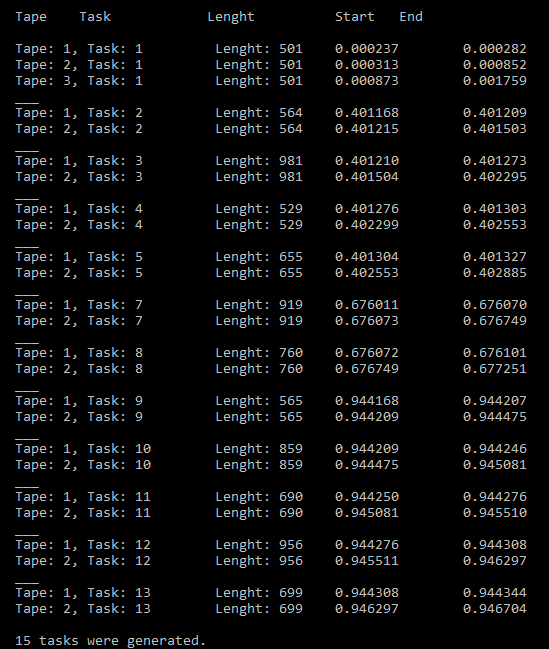 Tape    Task            Lenght          Start   End
Tape: 1, Task: 1         Lenght: 501    0.000237        0.000282
Tape: 2, Task: 1         Lenght: 501    0.000313        0.000852
Tape: 3, Task: 1         Lenght: 501    0.000873        0.001759
___
Tape: 1, Task: 2         Lenght: 564    0.401168        0.401209
Tape: 2, Task: 2         Lenght: 564    0.401215        0.401503
___
Tape: 1, Task: 3         Lenght: 981    0.401210        0.401273
Tape: 2, Task: 3         Lenght: 981    0.401504        0.402295
___
Tape: 1, Task: 4         Lenght: 529    0.401276        0.401303
Tape: 2, Task: 4         Lenght: 529    0.402299        0.402553
___
Tape: 1, Task: 5         Lenght: 655    0.401304        0.401327
Tape: 2, Task: 5         Lenght: 655    0.402553        0.402885
___
Tape: 1, Task: 7         Lenght: 919    0.676011        0.676070
Tape: 2, Task: 7         Lenght: 919    0.676073        0.676749
___
Tape: 1, Task: 8         Lenght: 760    0.676072        0.676101
Tape: 2, Task: 8         Lenght: 760    0.676749        0.677251
___
Tape: 1, Task: 9         Lenght: 565    0.944168        0.944207
Tape: 2, Task: 9         Lenght: 565    0.944209        0.944475
___
Tape: 1, Task: 10        Lenght: 859    0.944209        0.944246
Tape: 2, Task: 10        Lenght: 859    0.944475        0.945081
___
Tape: 1, Task: 11        Lenght: 690    0.944250        0.944276
Tape: 2, Task: 11        Lenght: 690    0.945081        0.945510
___
Tape: 1, Task: 12        Lenght: 956    0.944276        0.944308
Tape: 2, Task: 12        Lenght: 956    0.945511        0.946297
___
Tape: 1, Task: 13        Lenght: 699    0.944308        0.944344
Tape: 2, Task: 13        Lenght: 699    0.946297        0.946704
15 tasks were generated.